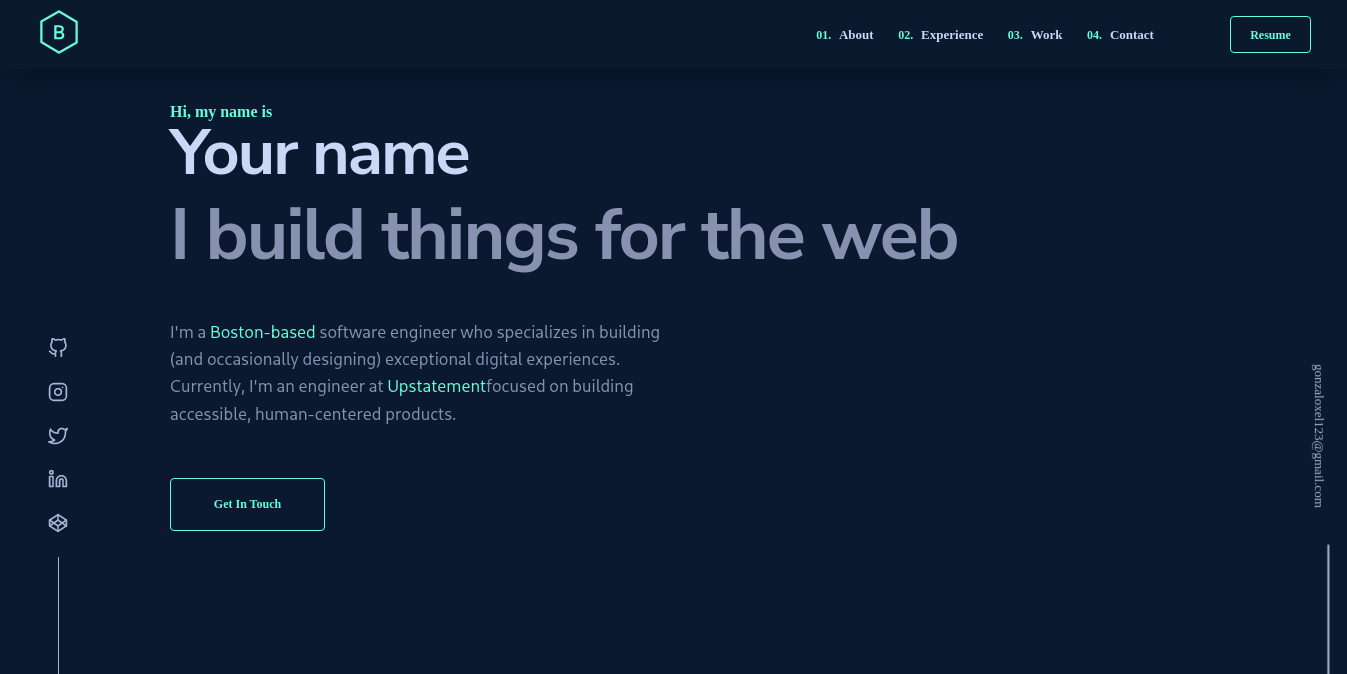 B
01. About 02. Experience 03. Work 04. Contact Resume
Hi, my name is
Your name
I build things for the web
I'm a Boston-based software engineer who specializes in building
(and occasionally designing) exceptional digital experiences.
Currently, I'm an engineer at Upstatementfocused on building
accessible, human-centered products.
Get In Touch
gonzaloxel123@gmail.com